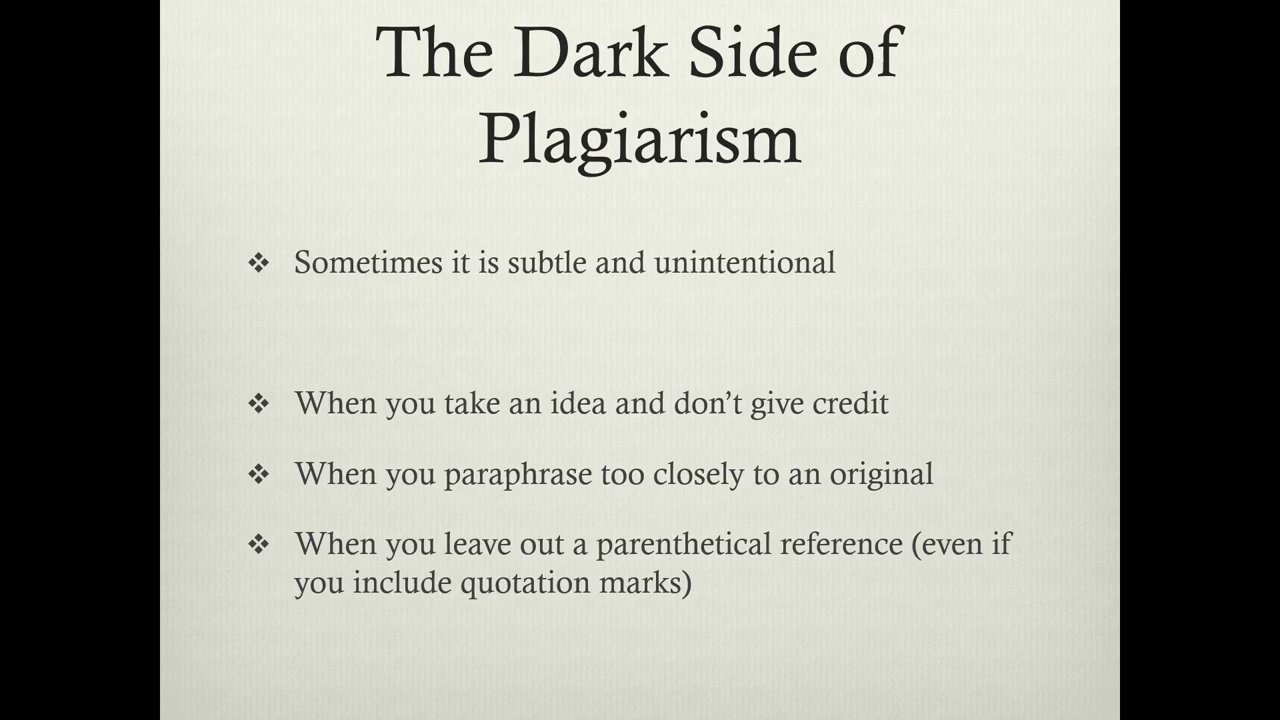 The Dark Side of
Plagiarism
❖ Sometimes it is subtle and unintentional
❖ When you take an idea and don’t give credit
❖ When you paraphrase too closely to an original
❖ When you leave out a parenthetical reference (even if
you include quotation marks)